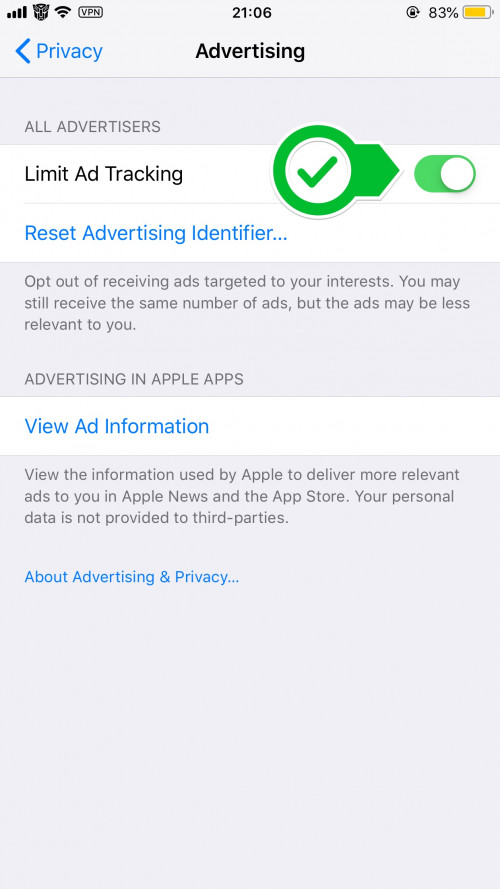 VPN 21:06 83%
Privacy Advertising
ALL ADVERTISERS
Limit Ad Tracking
Reset Advertising Identifier...
Opt out of receiving ads targeted to your interests. You may
still receive the same number of ads, but the ads may be less
relevant to you.
ADVERTISING IN APPLE APPS
View Ad Information
View the information used by Apple to deliver more relevant
ads to you in Apple News and the App Store. Your personal
data is not provided to third-parties.
About Advertising & Privacy...